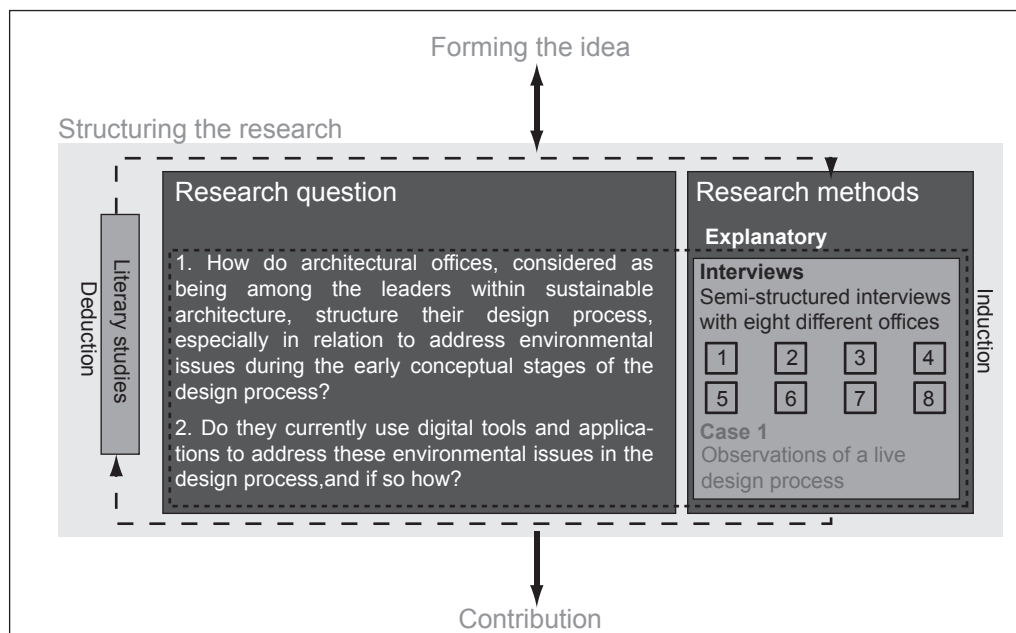 Forming the idea
Structuring the research
Deduction
Literary studies
Research question
1. How do architectural offices, considered as
being among the leaders within sustainable
architecture, structure their design process,
especially in relation to address environmental
issues during the early conceptual stages of the
design process?
2. Do they currently use digital tools and applica-
tions to address these environmental issues in the
design process,and if so how?
Research methods
Explanatory
Interviews
Semi-structured interviews
with eight different offices
1 2 3 4
5 6 7 8
Case 1
Observations of a live
design process
Induction
Contribution